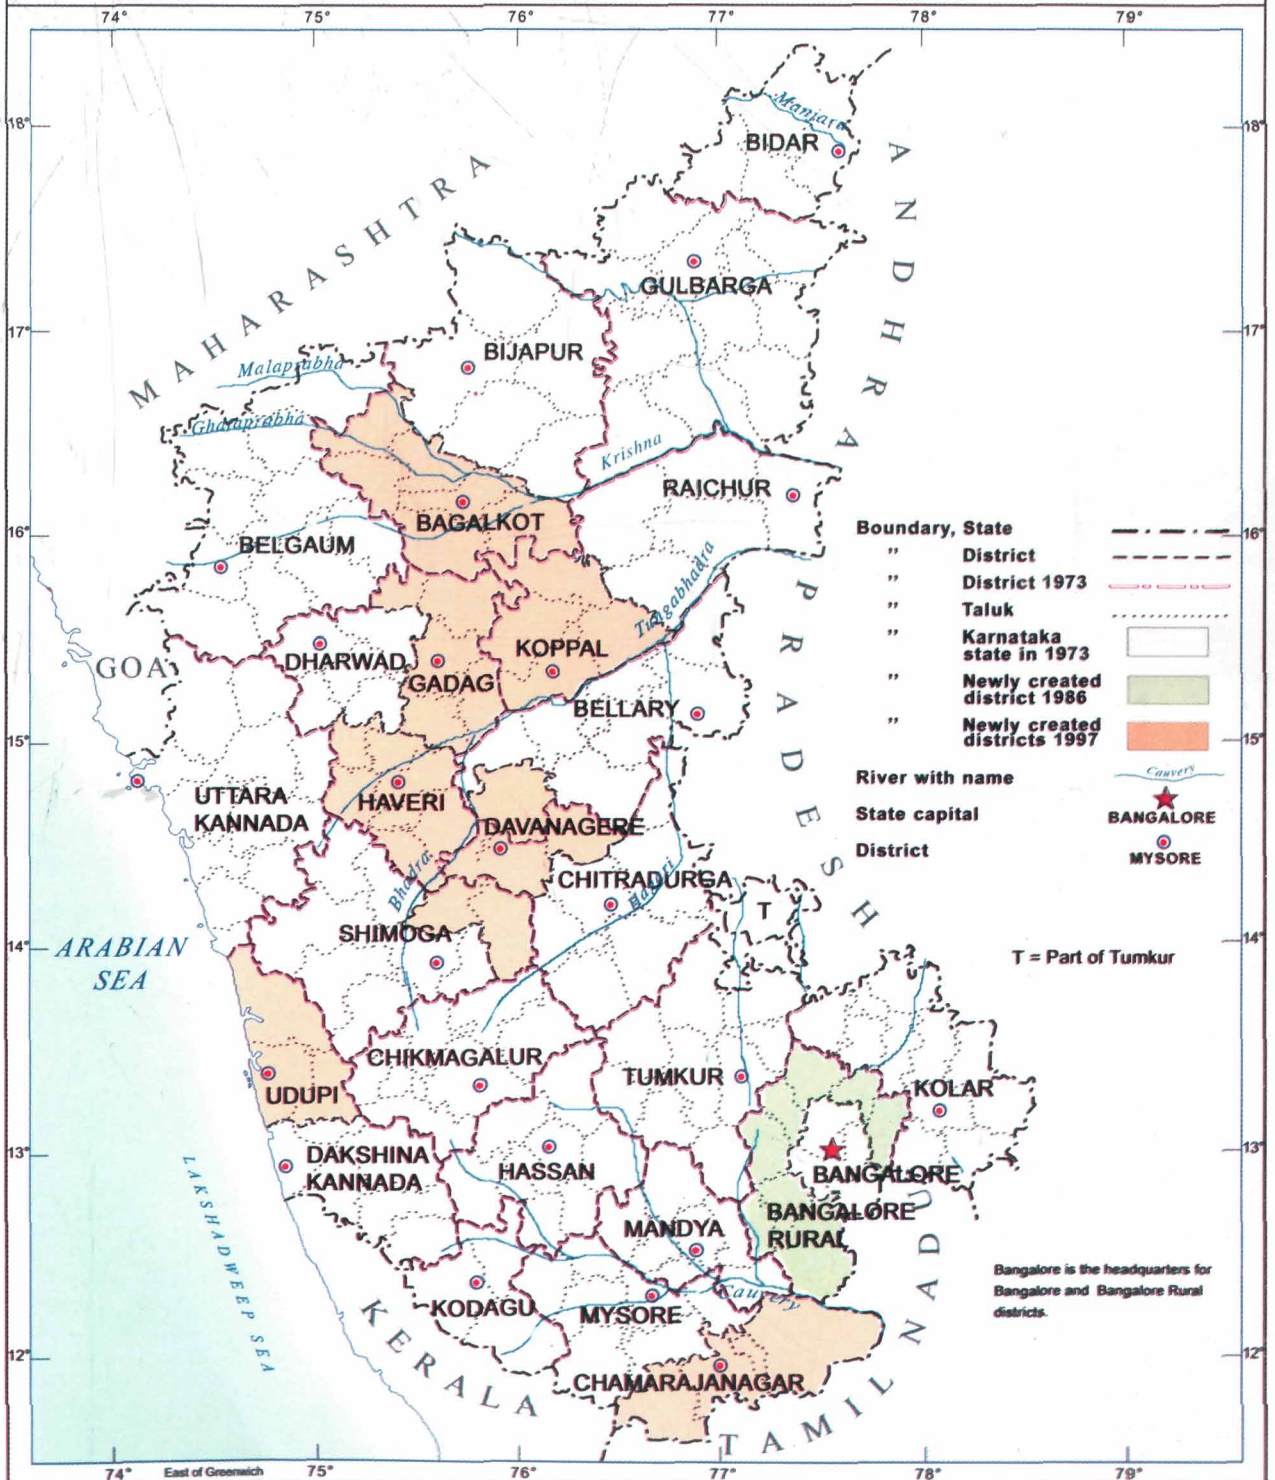 74° 75° 76° 77° 78° 79°
18° 18°
Manjara
BIDAR
MAHARASHTRA
ANDHRA PRADESH
GULBARGA
17° 17°
BIJAPUR
Malaprabha
Ghataprabha
Krishna
RAICHUR
BAGALKOT
16° 16°
BELGAUM
Boundary, State
" District
" District 1973
" Taluk
" Karnataka
state in 1973
" Newly created
district 1986
" Newly created
districts 1997
River with name Cauvery
State capital BANGALORE
District MYSORE
Tungabhadra
GOA
DHARWAD
GADAG
KOPPAL
BELLARY
15° 15°
UTTARA
KANNADA
HAVERI
DAVANAGERE
Bhadra
CHITRADURGA
Hagari
T
SHIMOGA
14° 14°
ARABIAN
SEA
T = Part of Tumkur
CHIKMAGALUR
TUMKUR
KOLAR
UDUPI
13° 13°
DAKSHINA
KANNADA
HASSAN
BANGALORE
BANGALORE
RURAL
MANDYA
LAKSHADWEEP SEA
Bangalore is the headquarters for
Bangalore and Bangalore Rural
districts.
KODAGU
MYSORE
Cauvery
KERALA
12° 12°
CHAMARAJANAGAR
TAMIL NADU
74° East of Greenwich 75° 76° 77° 78° 79°